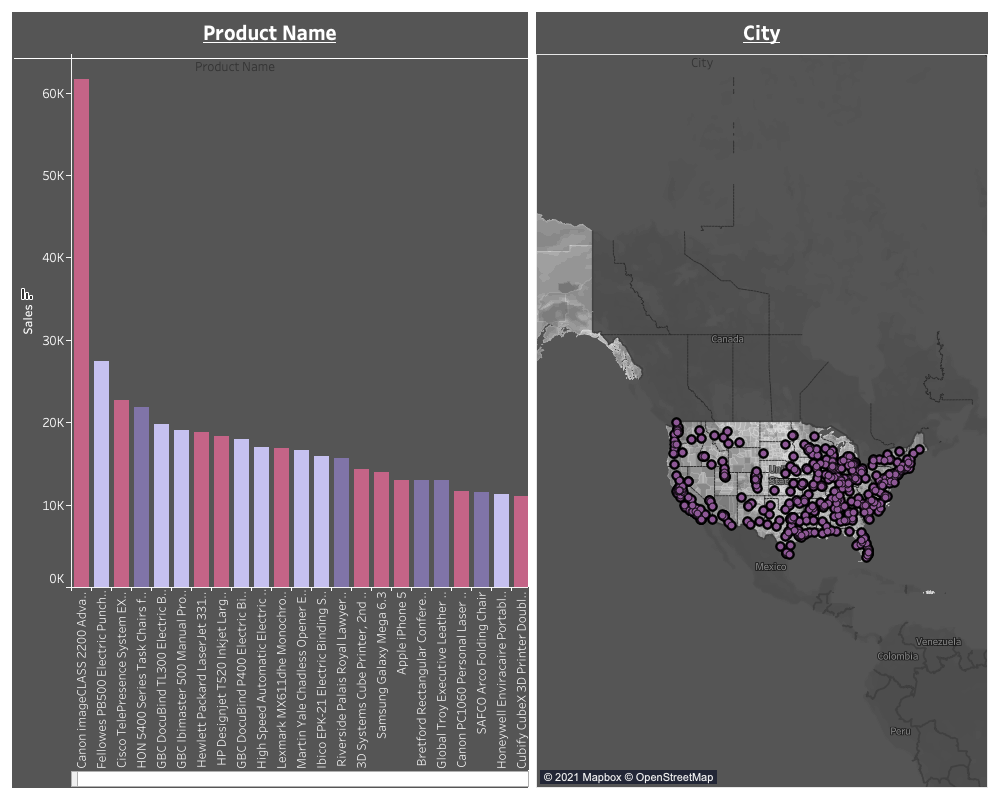 Product Name
Product Name
60K
50K
40K
30K
20K
10K
0K
Sales
Canon imageCLASS 2200 Adva..
Fellowes PB500 Electric Punch..
Cisco TelePresence System EX..
HON 5400 Series Task Chairs f..
GBC DocuBind TL300 Electric B..
GBC Ibimaster 500 Manual Pro..
Hewlett Packard LaserJet 331..
HP Designjet T520 Inkjet Larg..
GBC DocuBind P400 Electric Bi..
High Speed Automatic Electric ..
Lexmark MX611dhe Monochro..
Martin Yale Chadless Opener E..
Ibico EPK-21 Electric Binding S..
Riverside Palais Royal Lawyer..
3D Systems Cube Printer, 2nd ..
Samsung Galaxy Mega 6.3
Apple iPhone 5
Bretford Rectangular Confere..
Global Troy Executive Leather ..
Canon PC1060 Personal Laser ..
SAFCO Arco Folding Chair
Honeywell Enviracaire Portabl..
Cubify CubeX 3D Printer Doubl..
City
City
Canada
Mexico
Venezuela
Colombia
Peru
© 2021 Mapbox © OpenStreetMap